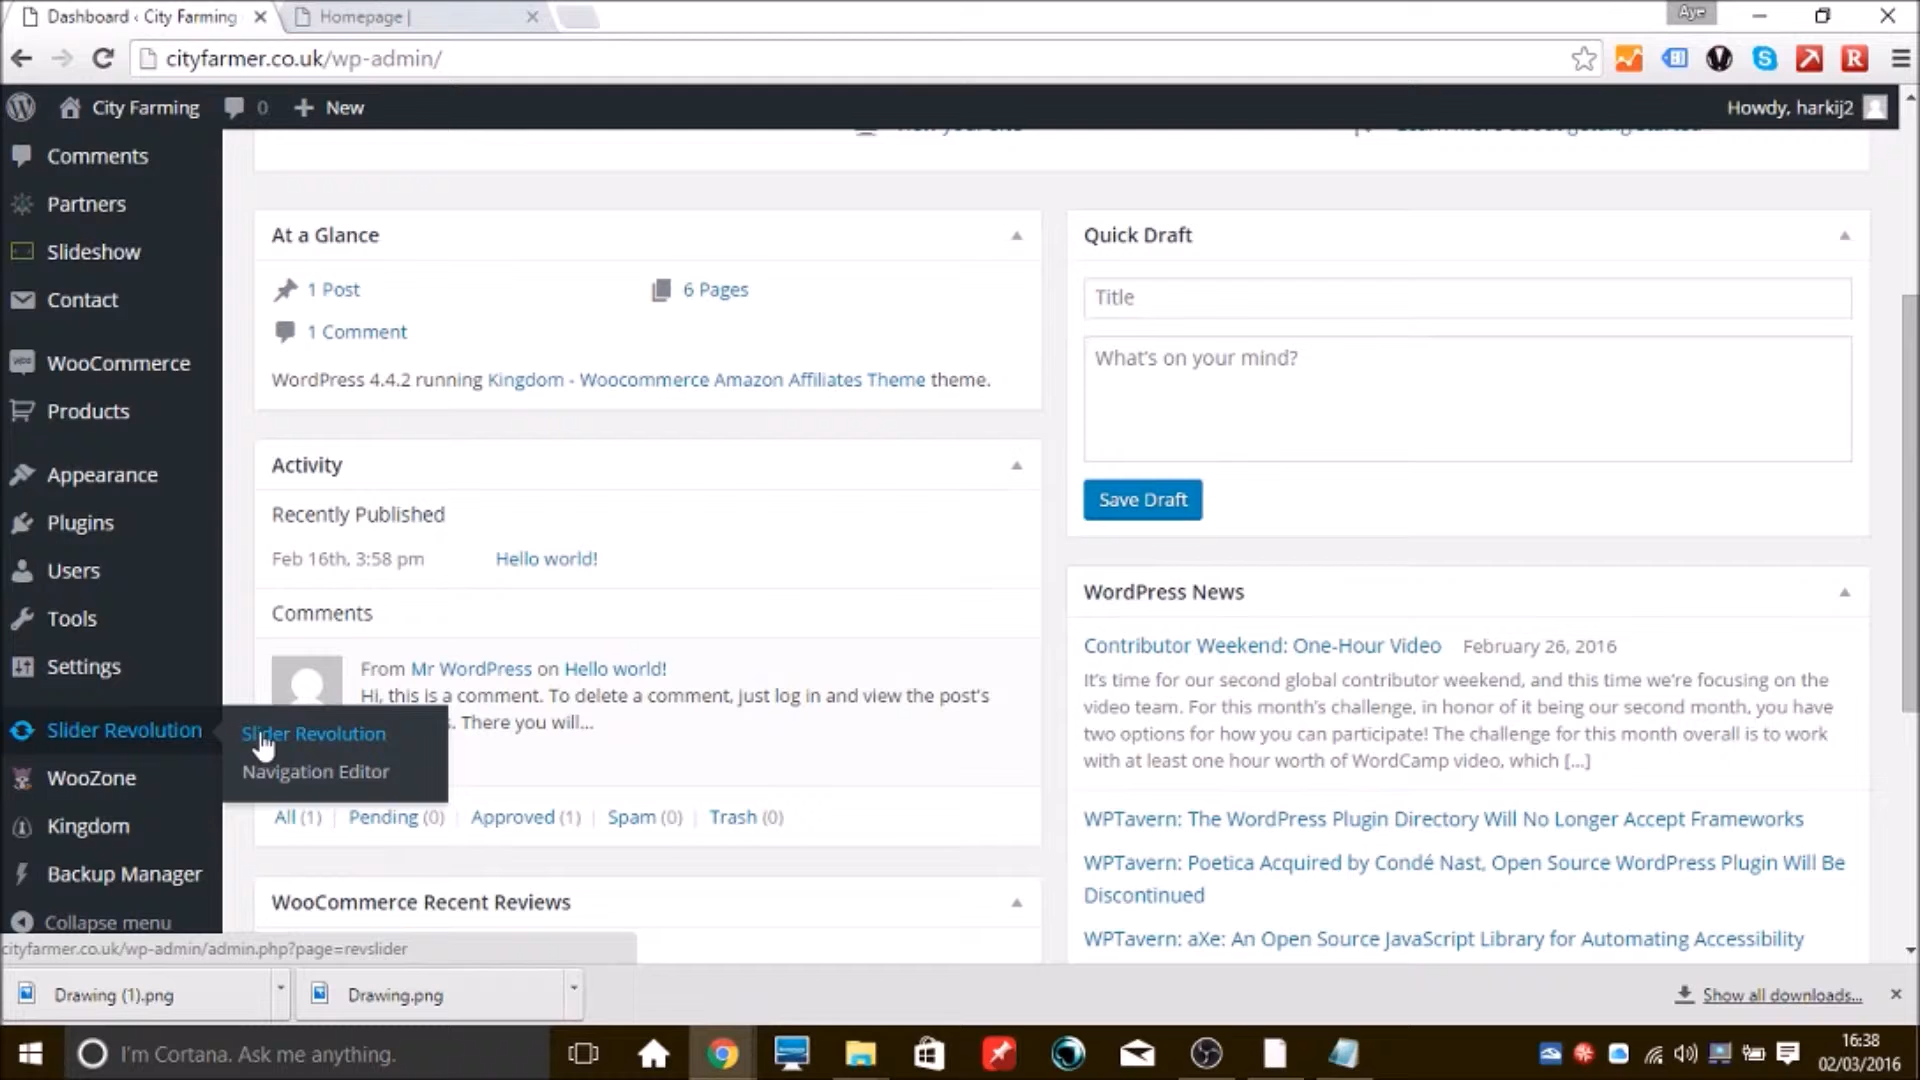 Dashboard ‹ City Farming
Homepage |
Aye
cityfarmer.co.uk/wp-admin/
City Farming
0
New
Howdy, harkij2
Comments
Partners
Slideshow
Contact
WooCommerce
Products
Appearance
Plugins
Users
Tools
Settings
Slider Revolution
WooZone
Kingdom
Backup Manager
Collapse menu
Slider Revolution
Navigation Editor
At a Glance
1 Post
6 Pages
1 Comment
WordPress 4.4.2 running Kingdom - Woocommerce Amazon Affiliates Theme theme.
Activity
Recently Published
Feb 16th, 3:58 pm
Hello world!
Comments
From Mr WordPress on Hello world!
Hi, this is a comment. To delete a comment, just log in and view the post's
There you will...
All (1) | Pending (0) | Approved (1) | Spam (0) | Trash (0)
WooCommerce Recent Reviews
Quick Draft
Title
What's on your mind?
Save Draft
WordPress News
Contributor Weekend: One-Hour Video February 26, 2016
It's time for our second global contributor weekend, and this time we're focusing on the
video team. For this month's challenge, in honor of it being our second month, you have
two options for how you can participate! The challenge for this month overall is to work
with at least one hour worth of WordCamp video, which [...]
WPTavern: The WordPress Plugin Directory Will No Longer Accept Frameworks
WPTavern: Poetica Acquired by Condé Nast, Open Source WordPress Plugin Will Be
Discontinued
WPTavern: aXe: An Open Source JavaScript Library for Automating Accessibility
cityfarmer.co.uk/wp-admin/admin.php?page=revslider
Drawing (1).png
Drawing.png
Show all downloads...
I'm Cortana. Ask me anything.
16:38
02/03/2016